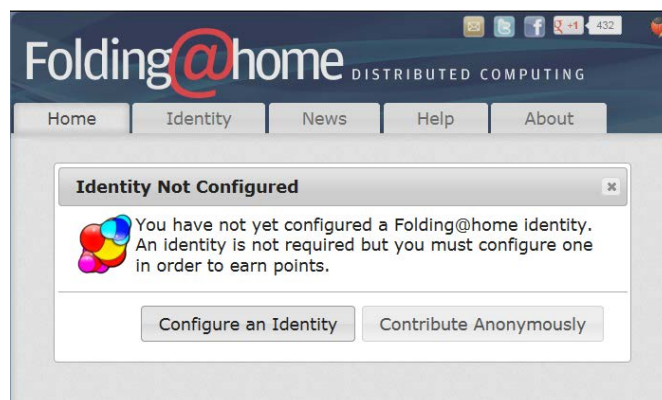 +1 432
Folding@home DISTRIBUTED COMPUTING
Home Identity News Help About
Identity Not Configured
You have not yet configured a Folding@home identity.
An identity is not required but you must configure one
in order to earn points.
Configure an Identity Contribute Anonymously